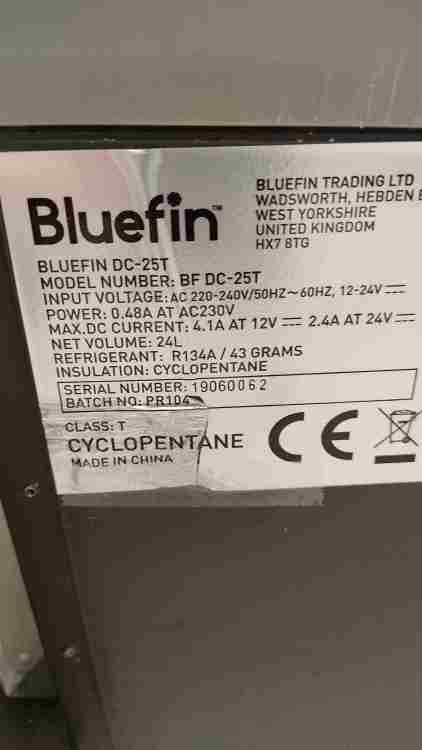 Bluefin™
BLUEFIN TRADING LTD
WADSWORTH, HEBDEN
WEST YORKSHIRE
UNITED KINGDOM
HX7 8TG
BLUEFIN DC-25T
MODEL NUMBER: BF DC-25T
INPUT VOLTAGE: AC 220-240V/50HZ~60HZ, 12-24V⎓
POWER: 0.48A AT AC230V
MAX.DC CURRENT: 4.1A AT 12V ⎓ 2.4A AT 24V⎓
NET VOLUME: 24L
REFRIGERANT: R134A / 43 GRAMS
INSULATION: CYCLOPENTANE
SERIAL NUMBER: 19060062
BATCH NO: PR104
CLASS: T
CYCLOPENTANE
MADE IN CHINA
CE